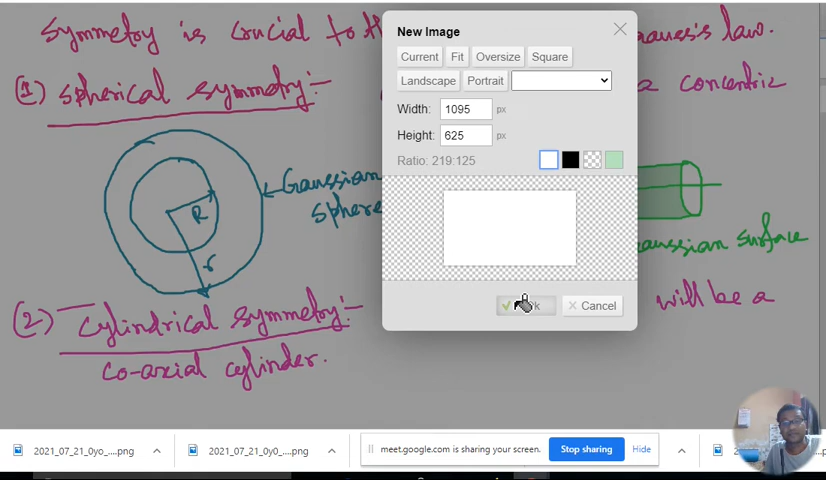 Symmetry is crucial to th Gauss's law.
(1) spherical symmetry:- a concentric
R
r
Gaussian
sphere
aussian surface
(2) Cylindrical symmetry:- will be a
co-axial cylinder.
New Image
Current Fit Oversize Square
Landscape Portrait
Width: 1095 px
Height: 625 px
Ratio: 219:125
Cancel
2021_07_21_0yo_....png 2021_07_21_0y0_....png meet.google.com is sharing your screen. Stop sharing Hide